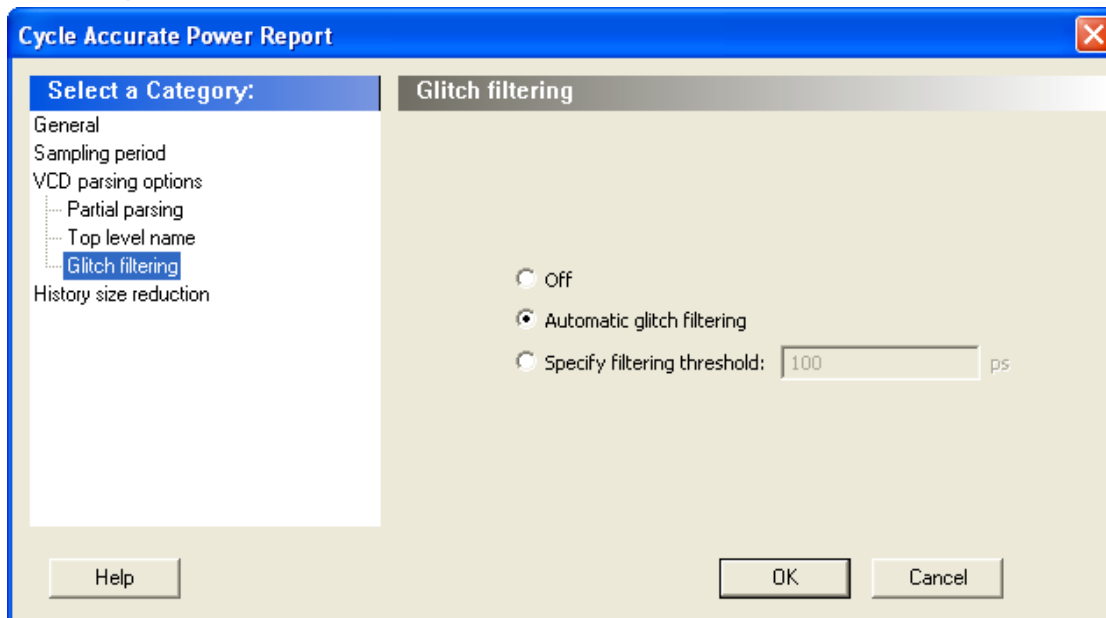 Cycle Accurate Power Report
Select a Category:
General
Sampling period
VCD parsing options
Partial parsing
Top level name
Glitch filtering
History size reduction
Glitch filtering
Off
Automatic glitch filtering
Specify filtering threshold: 100 ps
Help
OK
Cancel